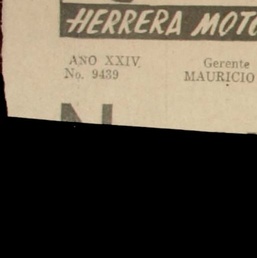 HERRERA MOTO
AÑO XXIV.
No. 9439
Gerente
MAURICIO
N